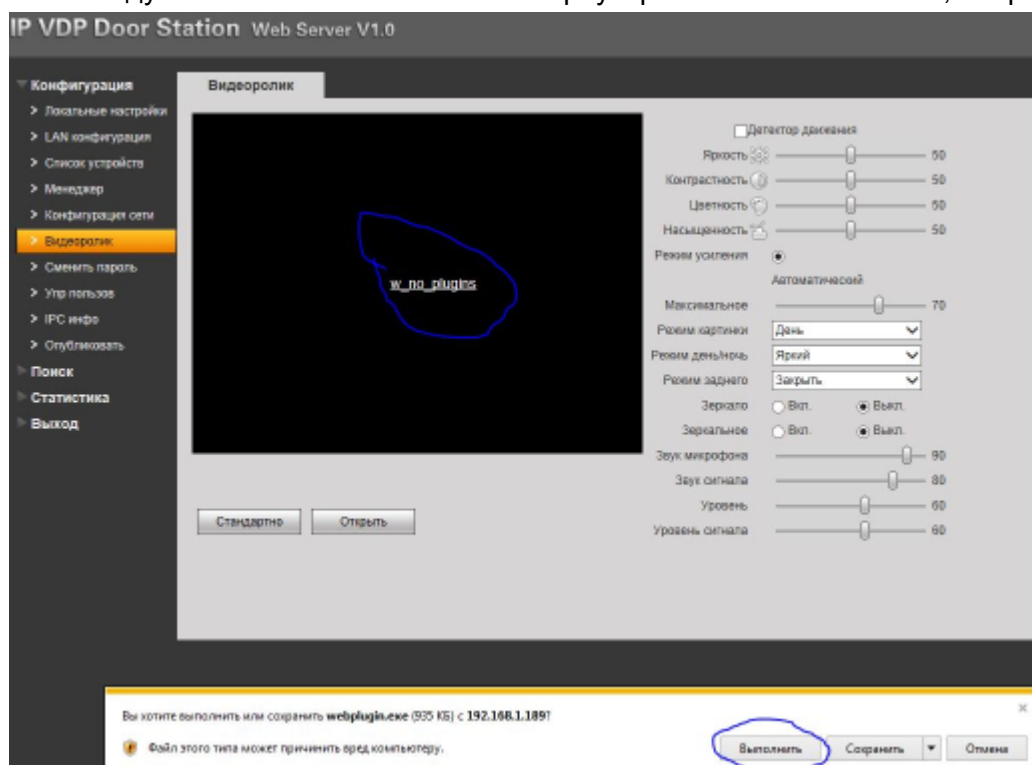 IP VDP Door Station Web Server V1.0
Конфигурация
Локальные настройки
LAN конфигурация
Список устройств
Менеджер
Конфигурация сети
Видеоролик
Сменить пароль
Упр пользов
IPC инфо
Опубликовать
Поиск
Статистика
Выход
Видеоролик
w_no_plugins
Стандартно Открыть
Детектор движения
Яркость 50
Контрастность 50
Цветность 50
Насыщенность 50
Режим усиления
Автоматический
Максимальное 70
Режим картинки День
Режим день/ночь Яркий
Режим заднего Закрыть
Зеркало Вкл. Выкл.
Зеркальное Вкл. Выкл.
Звук микрофона 90
Звук сигнала 80
Уровень 60
Уровень сигнала 60
Вы хотите выполнить или сохранить webplugin.exe (935 КБ) с 192.168.1.189?
Файл этого типа может причинить вред компьютеру.
Выполнить Сохранить Отмена